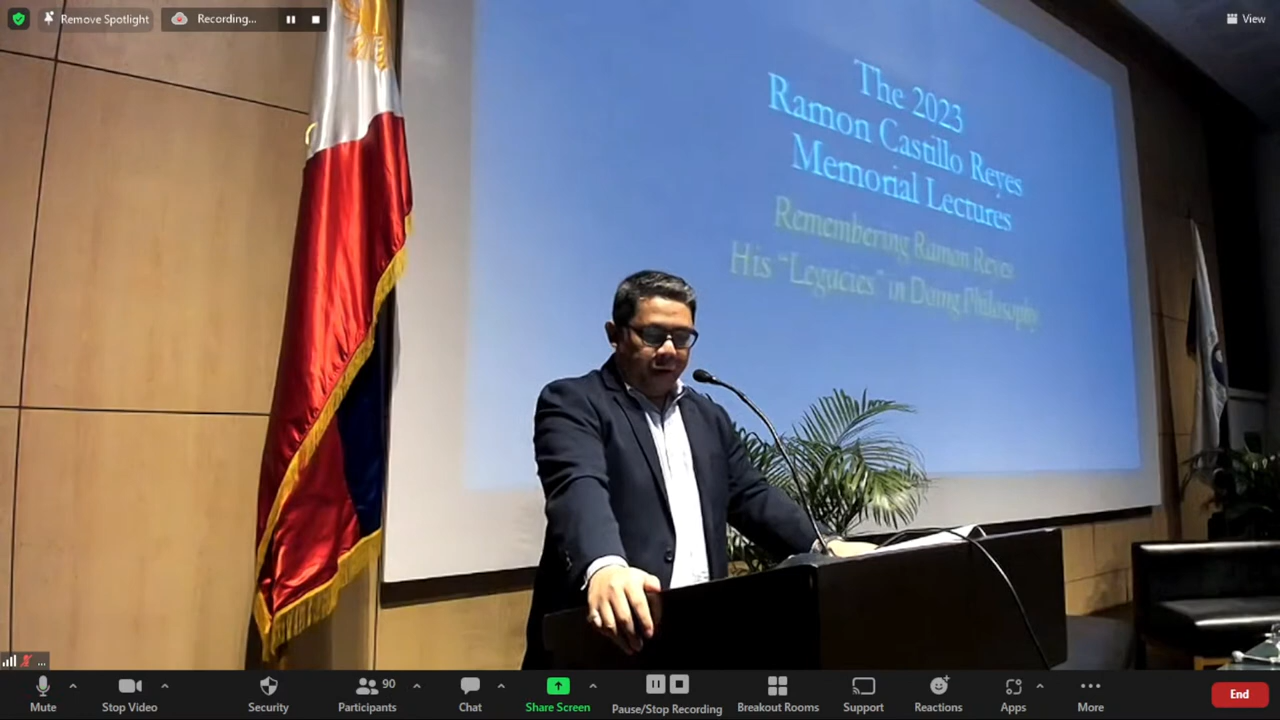 Remove Spotlight
Recording...
View
The 2023
Ramon Castillo Reyes
Memorial Lectures
Remembering Ramon Reyes
His "Legacies" in Doing Philosophy
...
Mute
Stop Video
Security
90
Participants
Chat
Share Screen
Pause/Stop Recording
Breakout Rooms
Support
Reactions
Apps
More
End